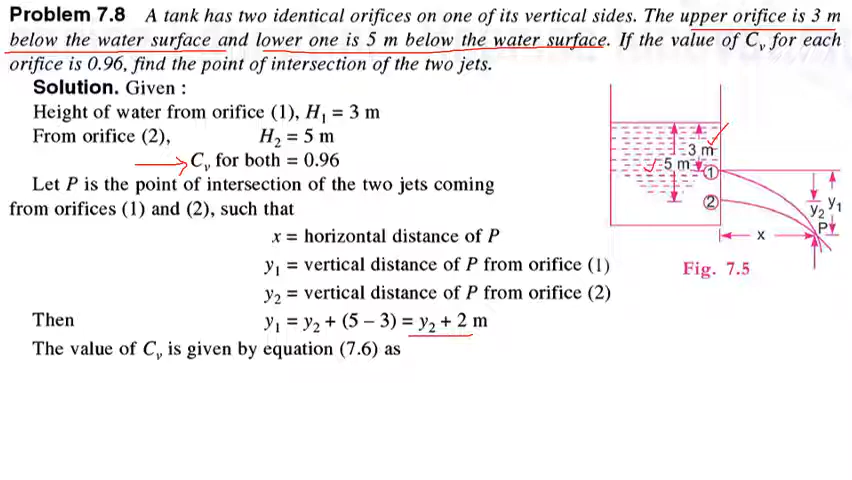 Problem 7.8 A tank has two identical orifices on one of its vertical sides. The upper orifice is 3 m
below the water surface and lower one is 5 m below the water surface. If the value of Cv for each
orifice is 0.96, find the point of intersection of the two jets.
Solution. Given :
Height of water from orifice (1), H1 = 3 m
From orifice (2), H2 = 5 m
Cv for both = 0.96
Let P is the point of intersection of the two jets coming
from orifices (1) and (2), such that
x = horizontal distance of P
y1 = vertical distance of P from orifice (1)
y2 = vertical distance of P from orifice (2)
Then y1 = y2 + (5 – 3) = y2 + 2 m
The value of Cv is given by equation (7.6) as
3 m
5 m
1
2
y2 y1
P
x
Fig. 7.5